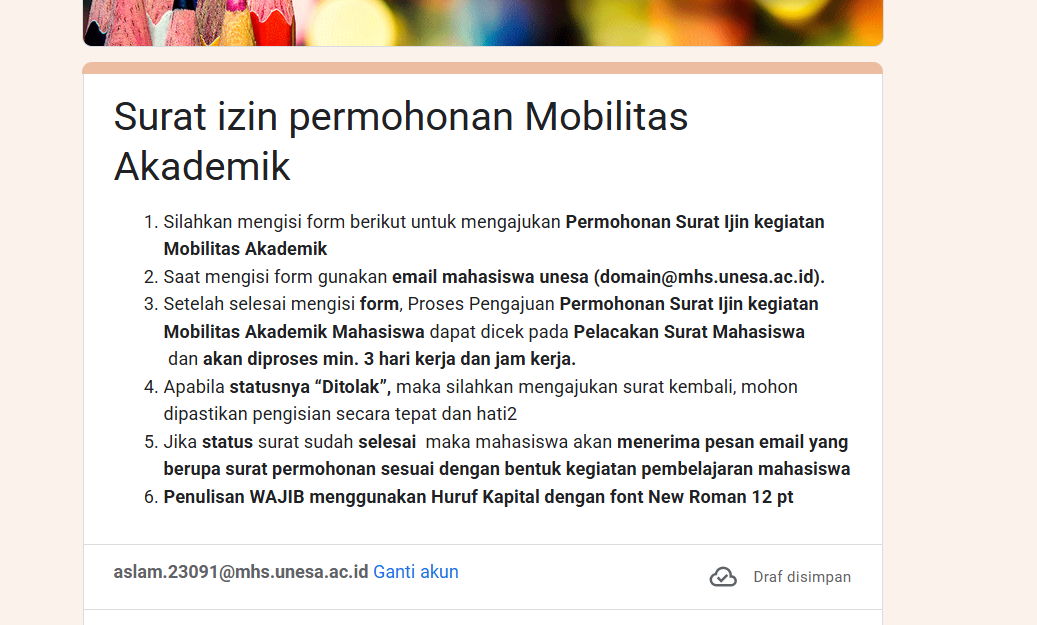 Surat izin permohonan Mobilitas
Akademik
1. Silahkan mengisi form berikut untuk mengajukan Permohonan Surat Ijin kegiatan
Mobilitas Akademik
2. Saat mengisi form gunakan email mahasiswa unesa (domain@mhs.unesa.ac.id).
3. Setelah selesai mengisi form, Proses Pengajuan Permohonan Surat Ijin kegiatan
Mobilitas Akademik Mahasiswa dapat dicek pada Pelacakan Surat Mahasiswa
dan akan diproses min. 3 hari kerja dan jam kerja.
4. Apabila statusnya “Ditolak”, maka silahkan mengajukan surat kembali, mohon
dipastikan pengisian secara tepat dan hati2
5. Jika status surat sudah selesai maka mahasiswa akan menerima pesan email yang
berupa surat permohonan sesuai dengan bentuk kegiatan pembelajaran mahasiswa
6. Penulisan WAJIB menggunakan Huruf Kapital dengan font New Roman 12 pt
aslam.23091@mhs.unesa.ac.id Ganti akun
Draf disimpan